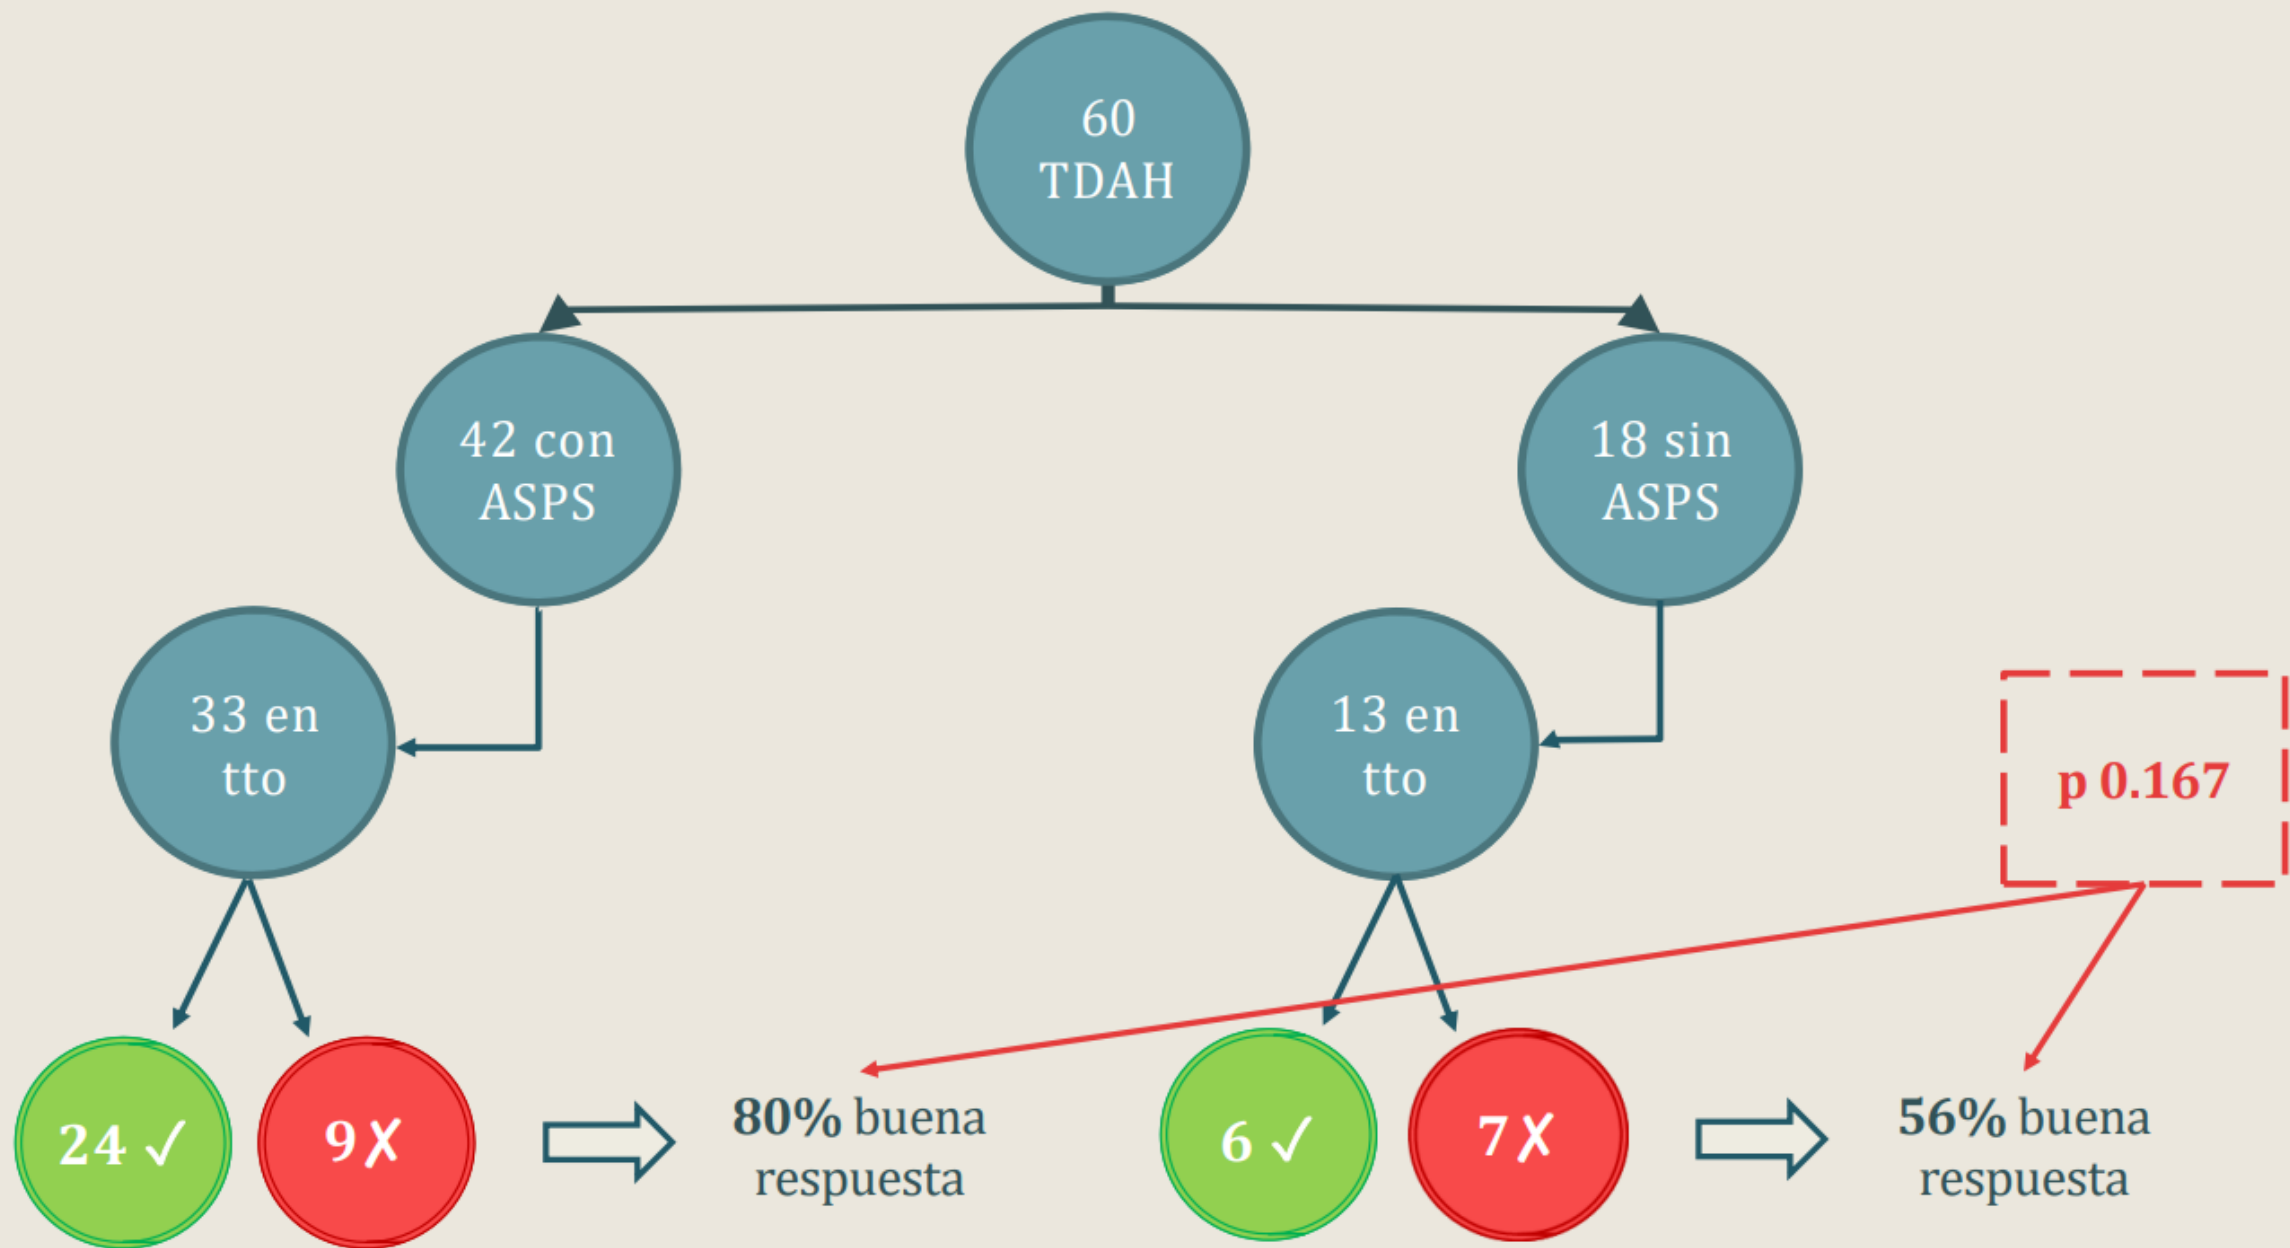 60
TDAH
42 con
ASPS
18 sin
ASPS
33 en
tto
13 en
tto
p 0.167
24 ✓
9✗
80% buena
respuesta
6 ✓
7✗
56% buena
respuesta